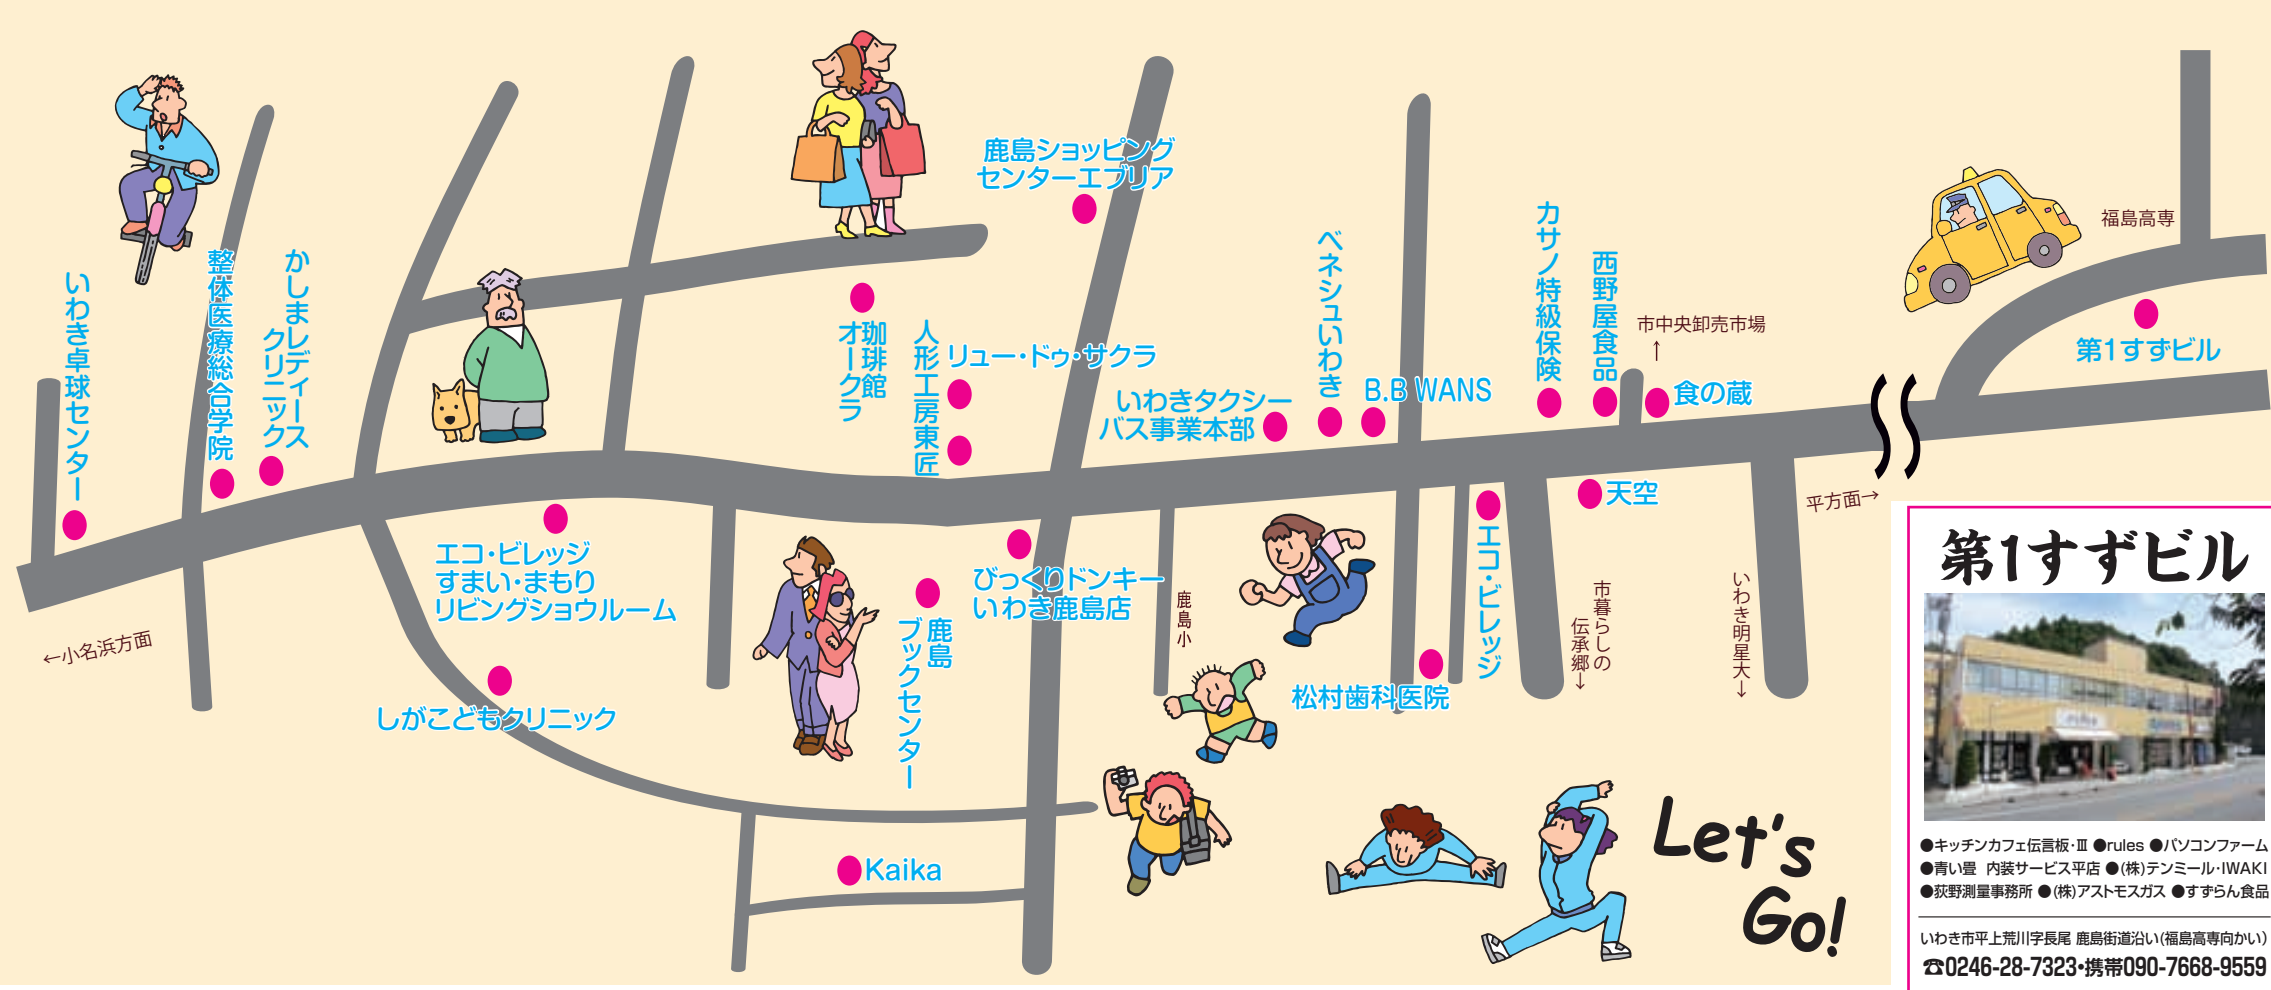 いわき卓球センター
整体医療総合学院
かしまレディース
クリニック
←小名浜方面
エコ・ビレッジ
すまい・まもり
リビングショウルーム
しがこどもクリニック
珈琲館
オークラ
人形工房東匠
リュー・ドゥ・サクラ
鹿島ショッピング
センターエブリア
鹿島
ブックセンター
びっくりドンキー
いわき鹿島店
Kaika
鹿島小
いわきタクシー
バス事業本部
ベネシュいわき
B.B WANS
松村歯科医院
エコ・ビレッジ
カサノ特級保険
西野屋食品
市中央卸売市場
↑
食の蔵
天空
市暮らしの
伝承郷→
いわき明星大→
平方面→
福島高専
第1すずビル
Let's
Go!
第1すずビル
●キッチンカフェ伝言板・Ⅲ ●rules ●パソコンファーム
●青い畳 内装サービス平店 ●(株)テンミール・IWAKI
●荻野測量事務所 ●(株)アストモスガス ●すずらん食品
いわき市平上荒川字長尾 鹿島街道沿い(福島高専向かい)
☎0246-28-7323・携帯090-7668-9559